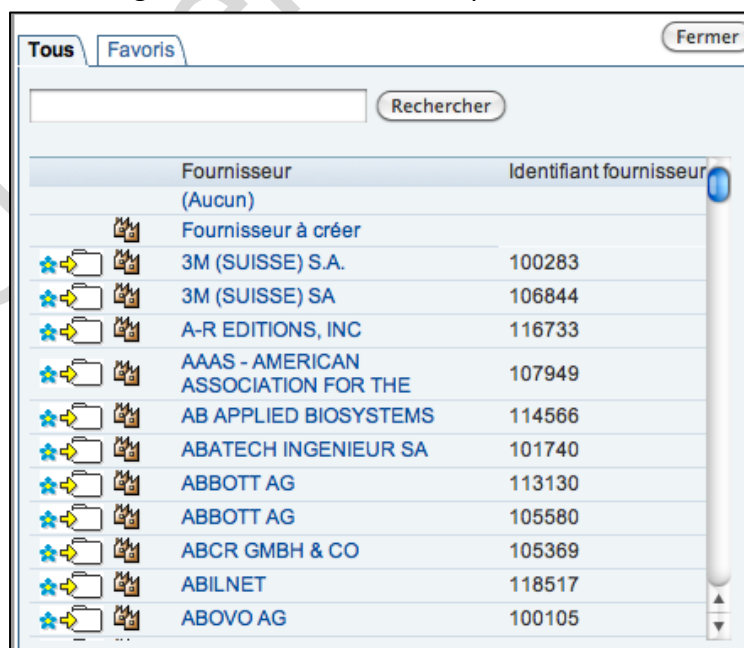 Fermer
Tous Favoris
Rechercher
Fournisseur Identifiant fournisseur
(Aucun)
Fournisseur à créer
3M (SUISSE) S.A. 100283
3M (SUISSE) SA 106844
A-R EDITIONS, INC 116733
AAAS - AMERICAN
ASSOCIATION FOR THE 107949
AB APPLIED BIOSYSTEMS 114566
ABATECH INGENIEUR SA 101740
ABBOTT AG 113130
ABBOTT AG 105580
ABCR GMBH & CO 105369
ABILNET 118517
ABOVO AG 100105